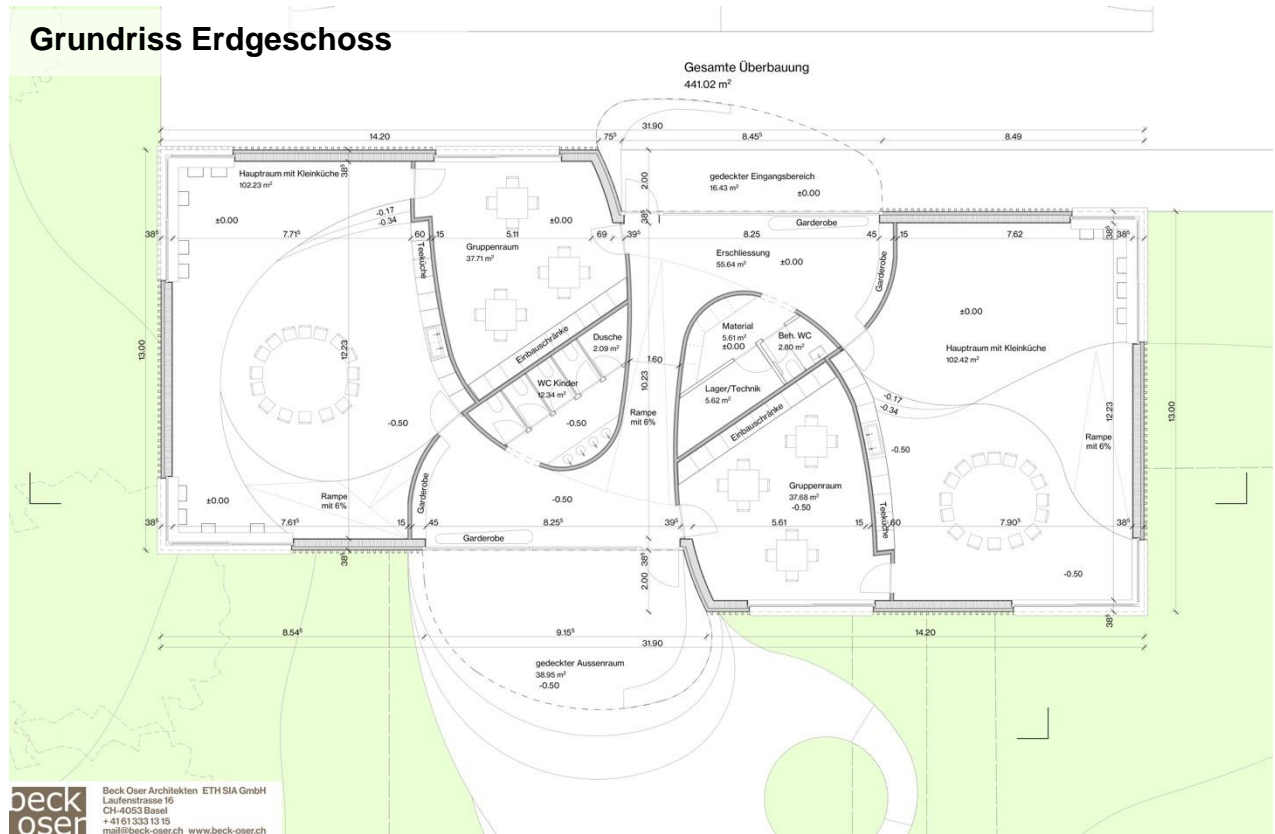 Grundriss Erdgeschoss
Gesamte Überbauung
441.02 m²
31.90
14.20
75⁵
8.45⁵
8.49
Hauptraum mit Kleinküche
102.23 m²
38⁵
2.00
gedeckter Eingangsbereich
16.43 m²
±0.00
±0.00
-0.17
-0.34
±0.00
38⁵
Garderobe
38⁵
7.71⁵
60
15
5.11
69
39⁵
8.25
45
15
7.62
38⁵
38⁵
Teeküche
Gruppenraum
37.71 m²
Erschliessung
55.64 m²
±0.00
Garderobe
±0.00
Material
5.61 m²
±0.00
Beh. WC
2.80 m²
Dusche
2.09 m²
Einbauschränke
13.00
12.23
Hauptraum mit Kleinküche
102.42 m²
1.60
10.23
WC Kinder
12.34 m²
Lager/Technik
5.62 m²
Einbauschränke
-0.17
-0.34
12.23
13.00
-0.50
-0.50
Rampe
mit 6%
-0.50
Rampe
mit 6%
Gruppenraum
37.68 m²
-0.50
±0.00
Rampe
mit 6%
Garderobe
-0.50
Teeküche
38⁵
7.61⁵
15
45
8.25⁵
39⁵
5.61
15
60
7.90⁵
38⁵
Garderobe
38⁵
38⁵
2.00
-0.50
38⁵
8.54⁵
9.15⁵
14.20
31.90
gedeckter Aussenraum
38.95 m²
-0.50
beck
oser
Beck Oser Architekten ETH SIA GmbH
Laufenstrasse 16
CH-4053 Basel
+ 41 61 333 13 15
mail@beck-oser.ch www.beck-oser.ch